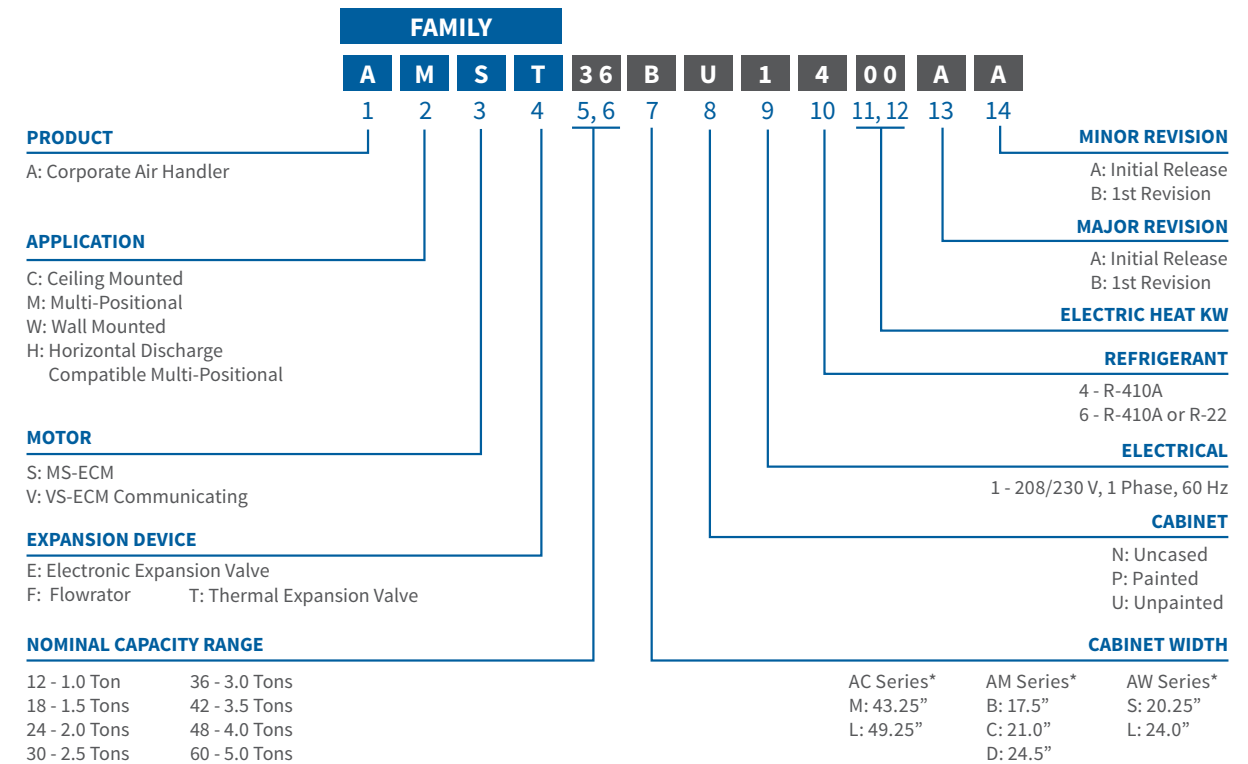 FAMILY
A M S T 36 B U 1 4 00 A A
1 2 3 4 5, 6 7 8 9 10 11, 12 13 14
PRODUCT
A: Corporate Air Handler
APPLICATION
C: Ceiling Mounted
M: Multi-Positional
W: Wall Mounted
H: Horizontal Discharge
Compatible Multi-Positional
MOTOR
S: MS-ECM
V: VS-ECM Communicating
EXPANSION DEVICE
E: Electronic Expansion Valve
F: Flowrator T: Thermal Expansion Valve
NOMINAL CAPACITY RANGE
12 - 1.0 Ton 36 - 3.0 Tons
18 - 1.5 Tons 42 - 3.5 Tons
24 - 2.0 Tons 48 - 4.0 Tons
30 - 2.5 Tons 60 - 5.0 Tons
MINOR REVISION
A: Initial Release
B: 1st Revision
MAJOR REVISION
A: Initial Release
B: 1st Revision
ELECTRIC HEAT KW
REFRIGERANT
4 - R-410A
6 - R-410A or R-22
ELECTRICAL
1 - 208/230 V, 1 Phase, 60 Hz
CABINET
N: Uncased
P: Painted
U: Unpainted
CABINET WIDTH
AC Series* AM Series* AW Series*
M: 43.25” B: 17.5” S: 20.25”
L: 49.25” C: 21.0” L: 24.0”
D: 24.5”